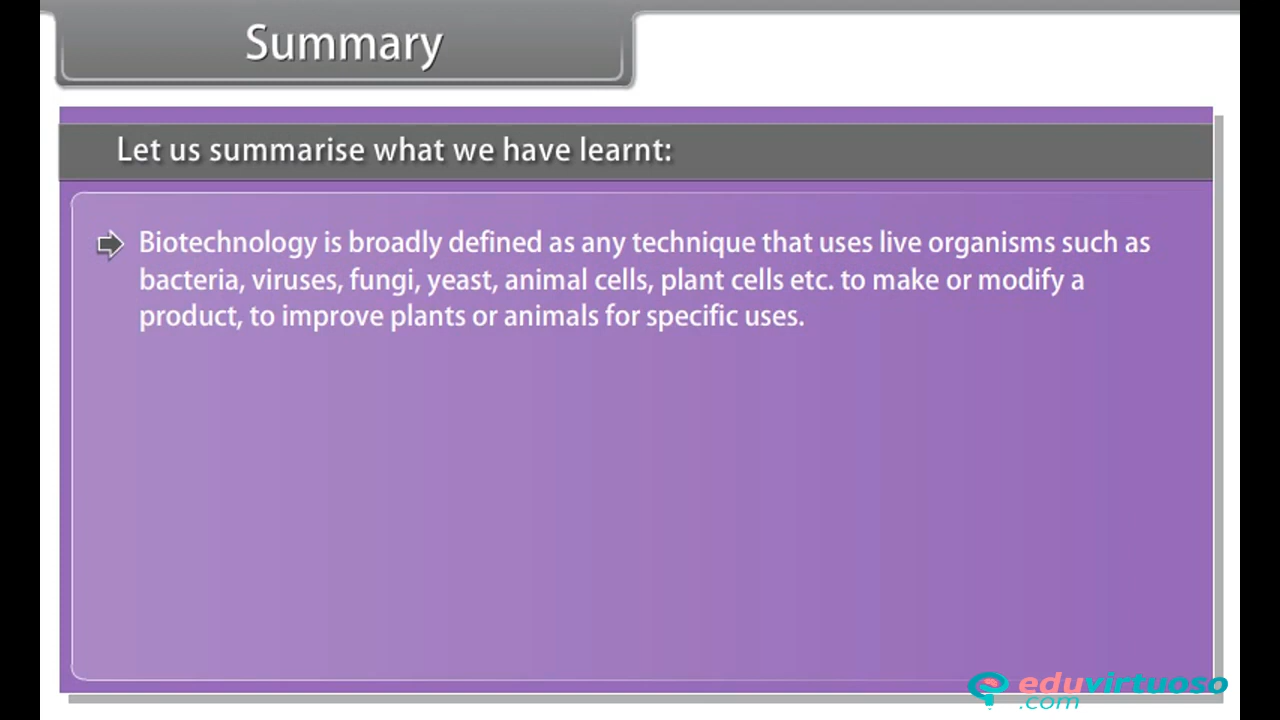 Summary
Let us summarise what we have learnt:
Biotechnology is broadly defined as any technique that uses live organisms such as
bacteria, viruses, fungi, yeast, animal cells, plant cells etc. to make or modify a
product, to improve plants or animals for specific uses.
eduvirtuoso
.com